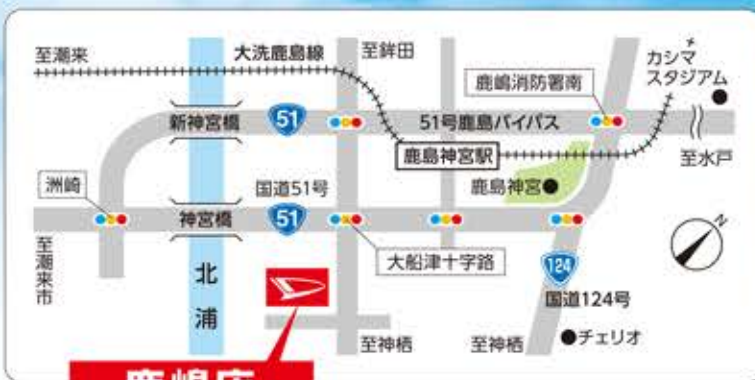 至潮来
大洗鹿島線
至鉾田
カシマ
スタジアム
鹿嶋消防署南
新神宮橋
51
51号鹿島バイパス
鹿島神宮駅
至水戸
鹿島神宮
洲崎
国道51号
神宮橋
51
至潮来市
大船津十字路
124
N
北浦
国道124号
至神栖
至神栖
チェリオ
鹿嶋店